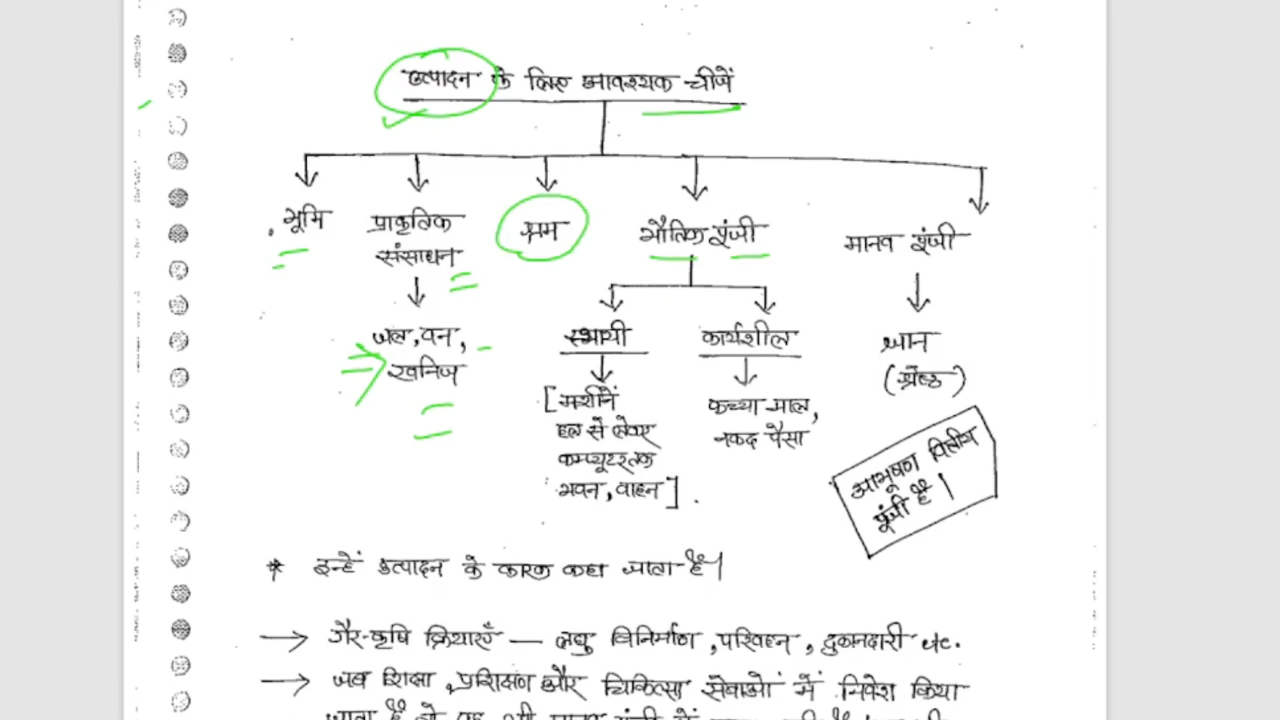 उत्पादन के लिए आवश्यक चीजें
भूमि
प्राकृतिक
संसाधन
श्रम
भौतिक पूंजी
मानव पूंजी
जल, वन,
खनिज
स्थायी
कार्यशील
ज्ञान
(श्रेष्ठ)
[मशीनें
हल से लेकर
कम्प्यूटर तक
भवन, वाहन].
कच्चा माल,
नकद पैसा
आभूषण वित्तीय
पूंजी है।
* इन्हें उत्पादन के कारक कहा जाता है।
→ गैर-कृषि क्रियाएँ — लघु विनिर्माण, परिवहन, दुकानदारी etc.
→ जब शिक्षा, प्रशिक्षण और चिकित्सा सेवाओं में निवेश किया
जाता है तो